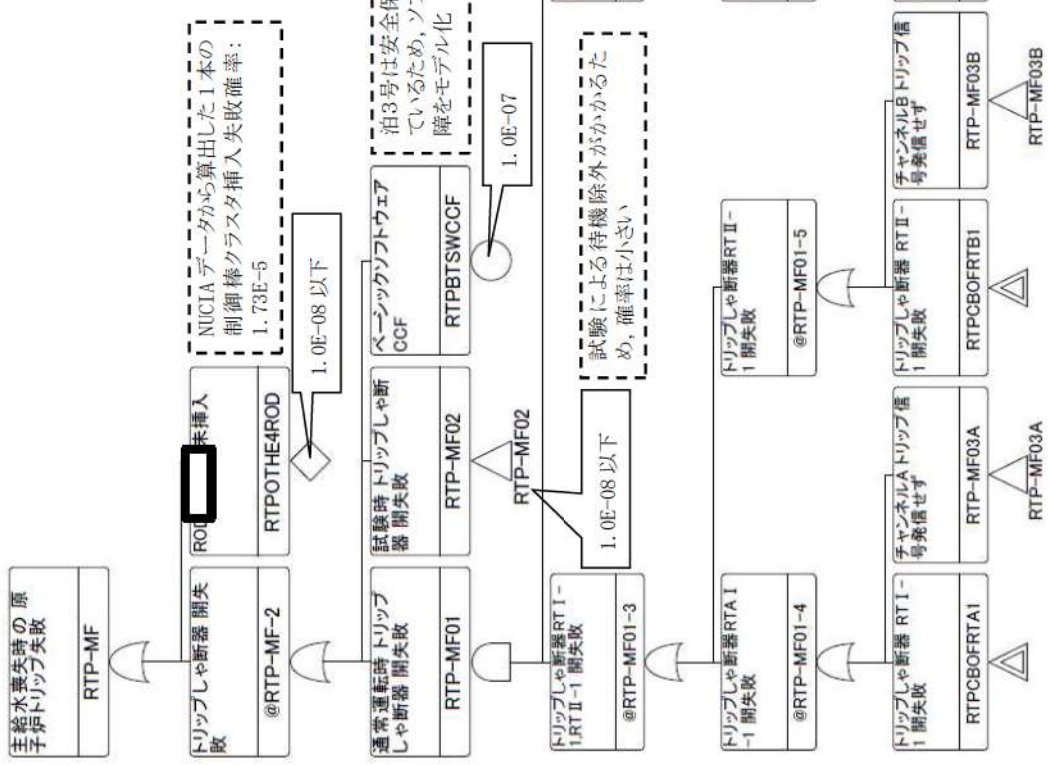 主給水喪失時の 原
子炉トリップ失敗
RTP-MF
トリップしゃ断器 開失
敗
@RTP-MF-2
ROD
未挿入
RTPOTHE4ROD
1.0E-08 以下
NUCIA データから算出した 1 本の
制御棒クラスタ挿入失敗確率:
1.73E-5
通常運転時 トリップ
しゃ断器 開失敗
RTP-MF01
試験時 トリップしゃ断
器 開失敗
RTP-MF02
RTP-MF02
1.0E-08 以下
ベーシックソフトウェア
CCF
RTPBTSWCCF
1.0E-07
泊3号は安全保
ているため, ソフ
障をモデル化
試験による待機除外がかかるた
め, 確率は小さい
トリップしゃ断器RTⅠ-
1,RTⅡ-1 開失敗
@RTP-MF01-3
トリップしゃ断器RTAⅠ
-1 開失敗
@RTP-MF01-4
トリップしゃ断器RTⅡ-
1 開失敗
@RTP-MF01-5
トリップしゃ断器 RTⅠ-
1 開失敗
RTPCBOFRTA1
チャンネルA トリップ信
号発信せず
RTP-MF03A
RTP-MF03A
トリップしゃ断器 RTⅡ-
1 開失敗
RTPCBOFRTB1
チャンネルB トリップ信
号発信せず
RTP-MF03B
RTP-MF03B